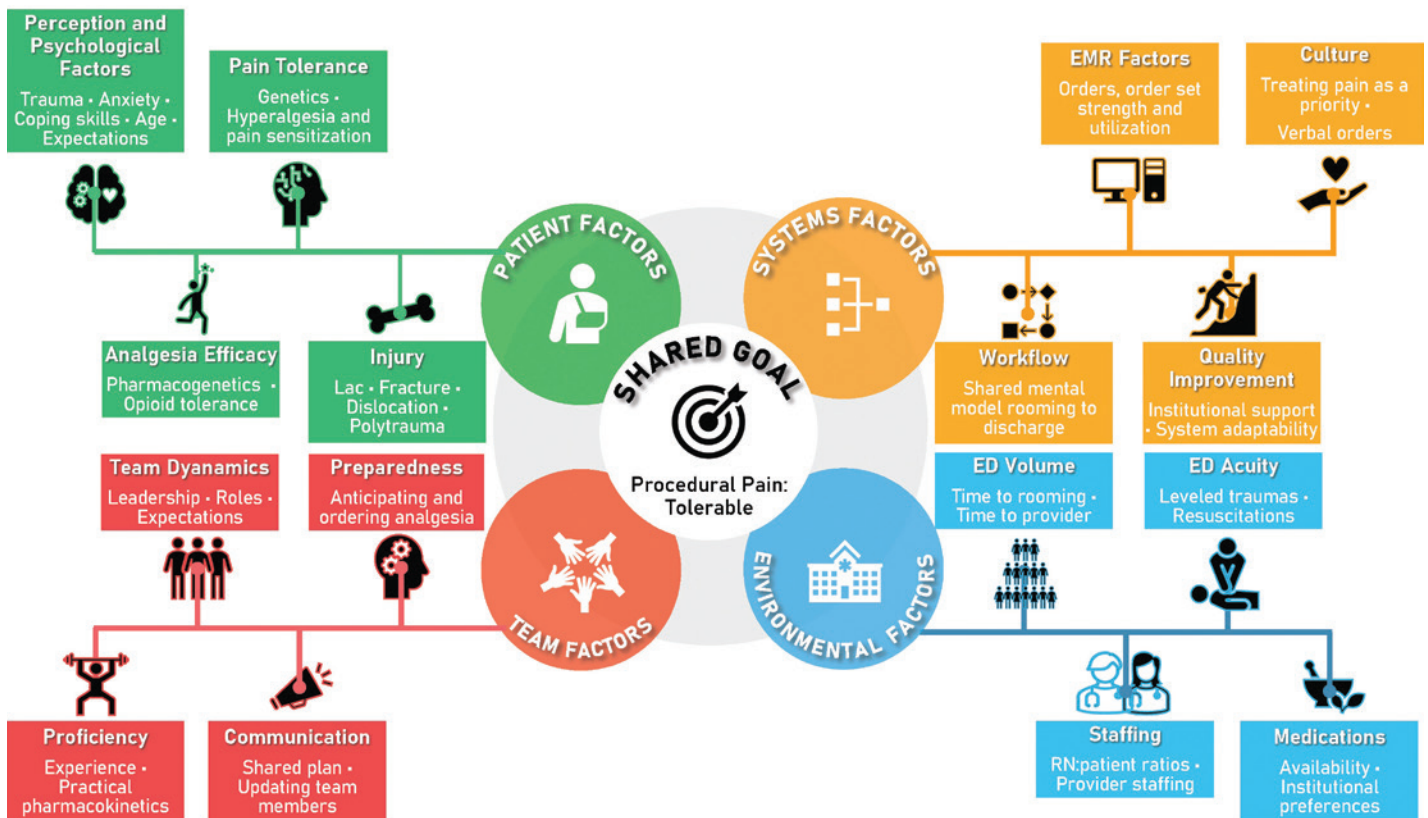 Perception and
Psychological
Factors
Trauma • Anxiety •
Coping skills • Age •
Expectations
Pain Tolerance
Genetics •
Hyperalgesia and
pain sensitization
Analgesia Efficacy
Pharmacogenetics •
Opioid tolerance
Injury
Lac • Fracture •
Dislocation •
Polytrauma
PATIENT FACTORS
EMR Factors
Orders, order set
strength and
utilization
Culture
Treating pain as a
priority •
Verbal orders
Workflow
Shared mental
model rooming to
discharge
Quality
Improvement
Institutional support
• System adaptability
SYSTEMS FACTORS
SHARED GOAL
Procedural Pain:
Tolerable
Team Dyanamics
Leadership • Roles •
Expectations
Preparedness
Anticipating and
ordering analgesia
Proficiency
Experience •
Practical
pharmacokinetics
Communication
Shared plan •
Updating team
members
TEAM FACTORS
ED Volume
Time to rooming •
Time to provider
ED Acuity
Leveled traumas •
Resuscitations
Staffing
RN:patient ratios •
Provider staffing
Medications
Availability •
Institutional
preferences
ENVIRONMENTAL FACTORS